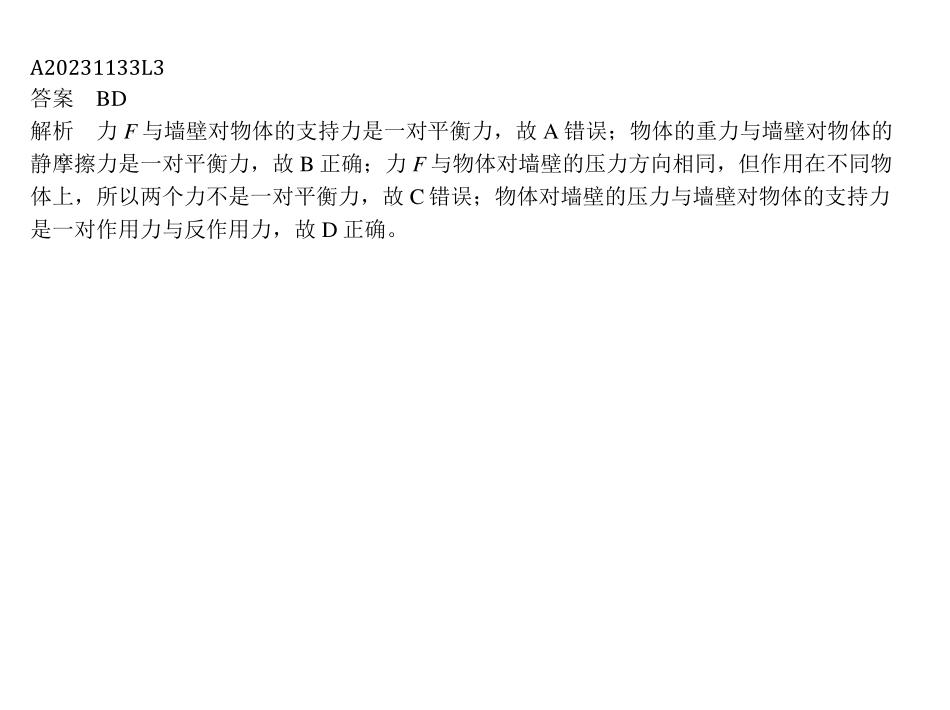 A20231133L3
答案　BD
解析　力 F 与墙壁对物体的支持力是一对平衡力，故 A 错误；物体的重力与墙壁对物体的
静摩擦力是一对平衡力，故 B 正确；力 F 与物体对墙壁的压力方向相同，但作用在不同物
体上，所以两个力不是一对平衡力，故 C 错误；物体对墙壁的压力与墙壁对物体的支持力
是一对作用力与反作用力，故 D 正确。